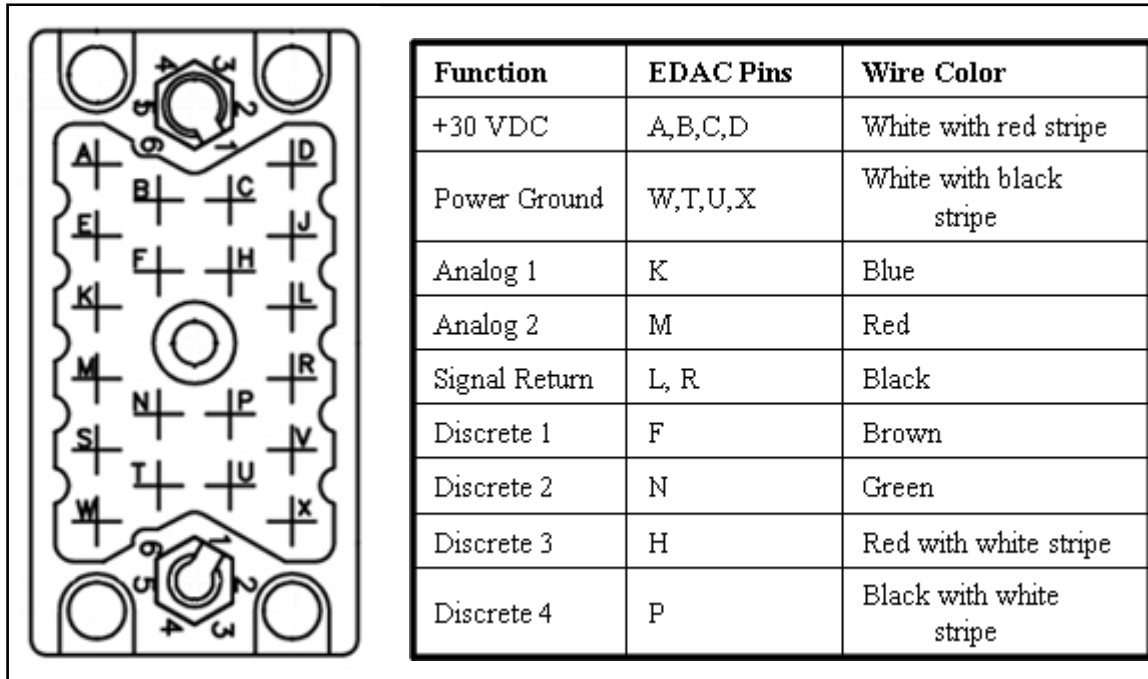 4 3
5 2
6 1
A D
B C
E J
F H
K L
M R
N P
S V
T U
W X
6 1
5 2
4 3
Function EDAC Pins Wire Color
+30 VDC A,B,C,D White with red stripe
Power Ground W,T,U,X White with black
stripe
Analog 1 K Blue
Analog 2 M Red
Signal Return L, R Black
Discrete 1 F Brown
Discrete 2 N Green
Discrete 3 H Red with white stripe
Discrete 4 P Black with white
stripe